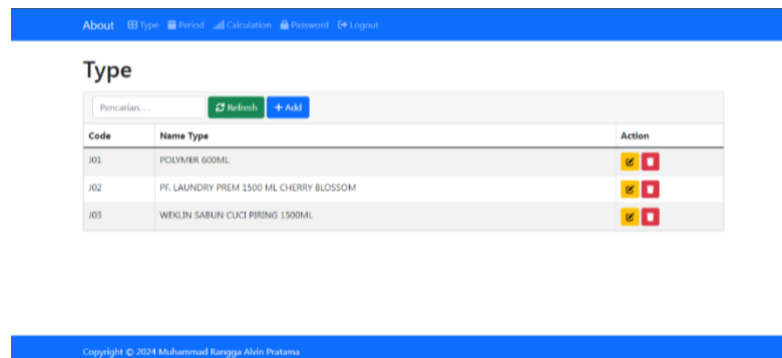 About Type Period Calculation Password Logout
Type
Pencarian... Refresh + Add
Code Name Type Action
J01 POLYMER 600ML
J02 PF. LAUNDRY PREM 1500 ML CHERRY BLOSSOM
J03 WEKLIN SABUN CUCI PIRING 1500ML
Copyright © 2024 Muhammad Rangga Alvin Pratama